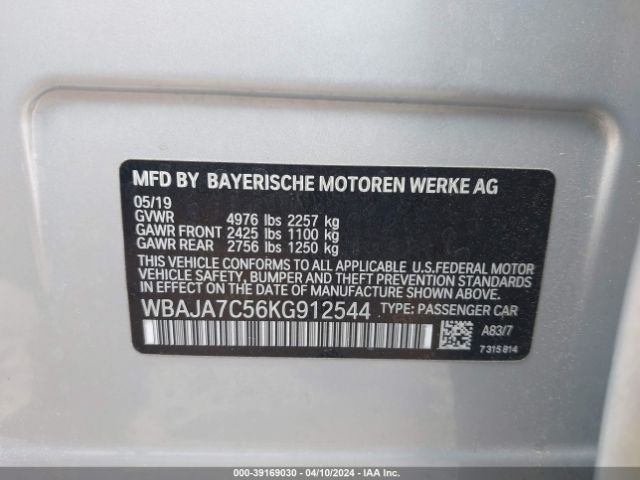 MFD BY BAYERISCHE MOTOREN WERKE AG
05/19
GVWR 4976 lbs 2257 kg
GAWR FRONT 2425 lbs 1100 kg
GAWR REAR 2756 lbs 1250 kg
THIS VEHICLE CONFORMS TO ALL APPLICABLE U.S.FEDERAL MOTOR
VEHICLE SAFETY, BUMPER AND THEFT PREVENTION STANDARDS
IN EFFECT ON THE DATE OF MANUFACTURE SHOWN ABOVE.
WBAJA7C56KG912544 TYPE: PASSENGER CAR
A83/7
7315814
000-39169030 - 04/10/2024 - IAA Inc.